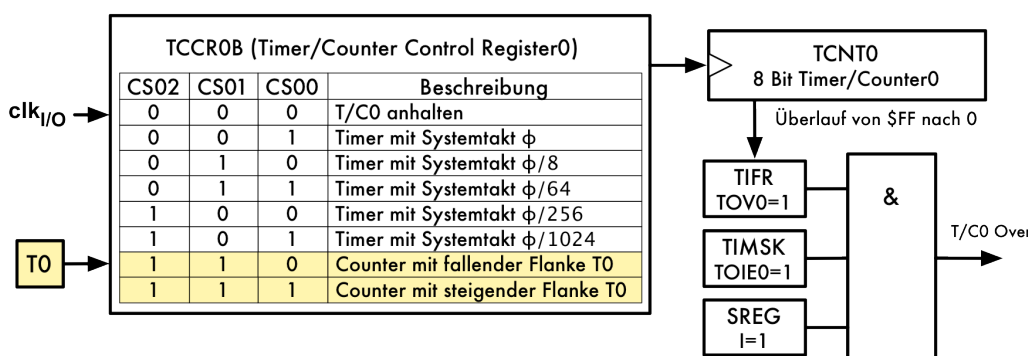 TCCR0B (Timer/Counter Control Register0)
CS02 CS01 CS00 Beschreibung
0 0 0 T/C0 anhalten
0 0 1 Timer mit Systemtakt ϕ
0 1 0 Timer mit Systemtakt ϕ/8
0 1 1 Timer mit Systemtakt ϕ/64
1 0 0 Timer mit Systemtakt ϕ/256
1 0 1 Timer mit Systemtakt ϕ/1024
1 1 0 Counter mit fallender Flanke T0
1 1 1 Counter mit steigender Flanke T0
clkI/O
T0
TCNT0
8 Bit Timer/Counter0
Überlauf von $FF nach 0
TIFR
TOV0=1
TIMSK
TOIE0=1
SREG
I=1
&
T/C0 Over